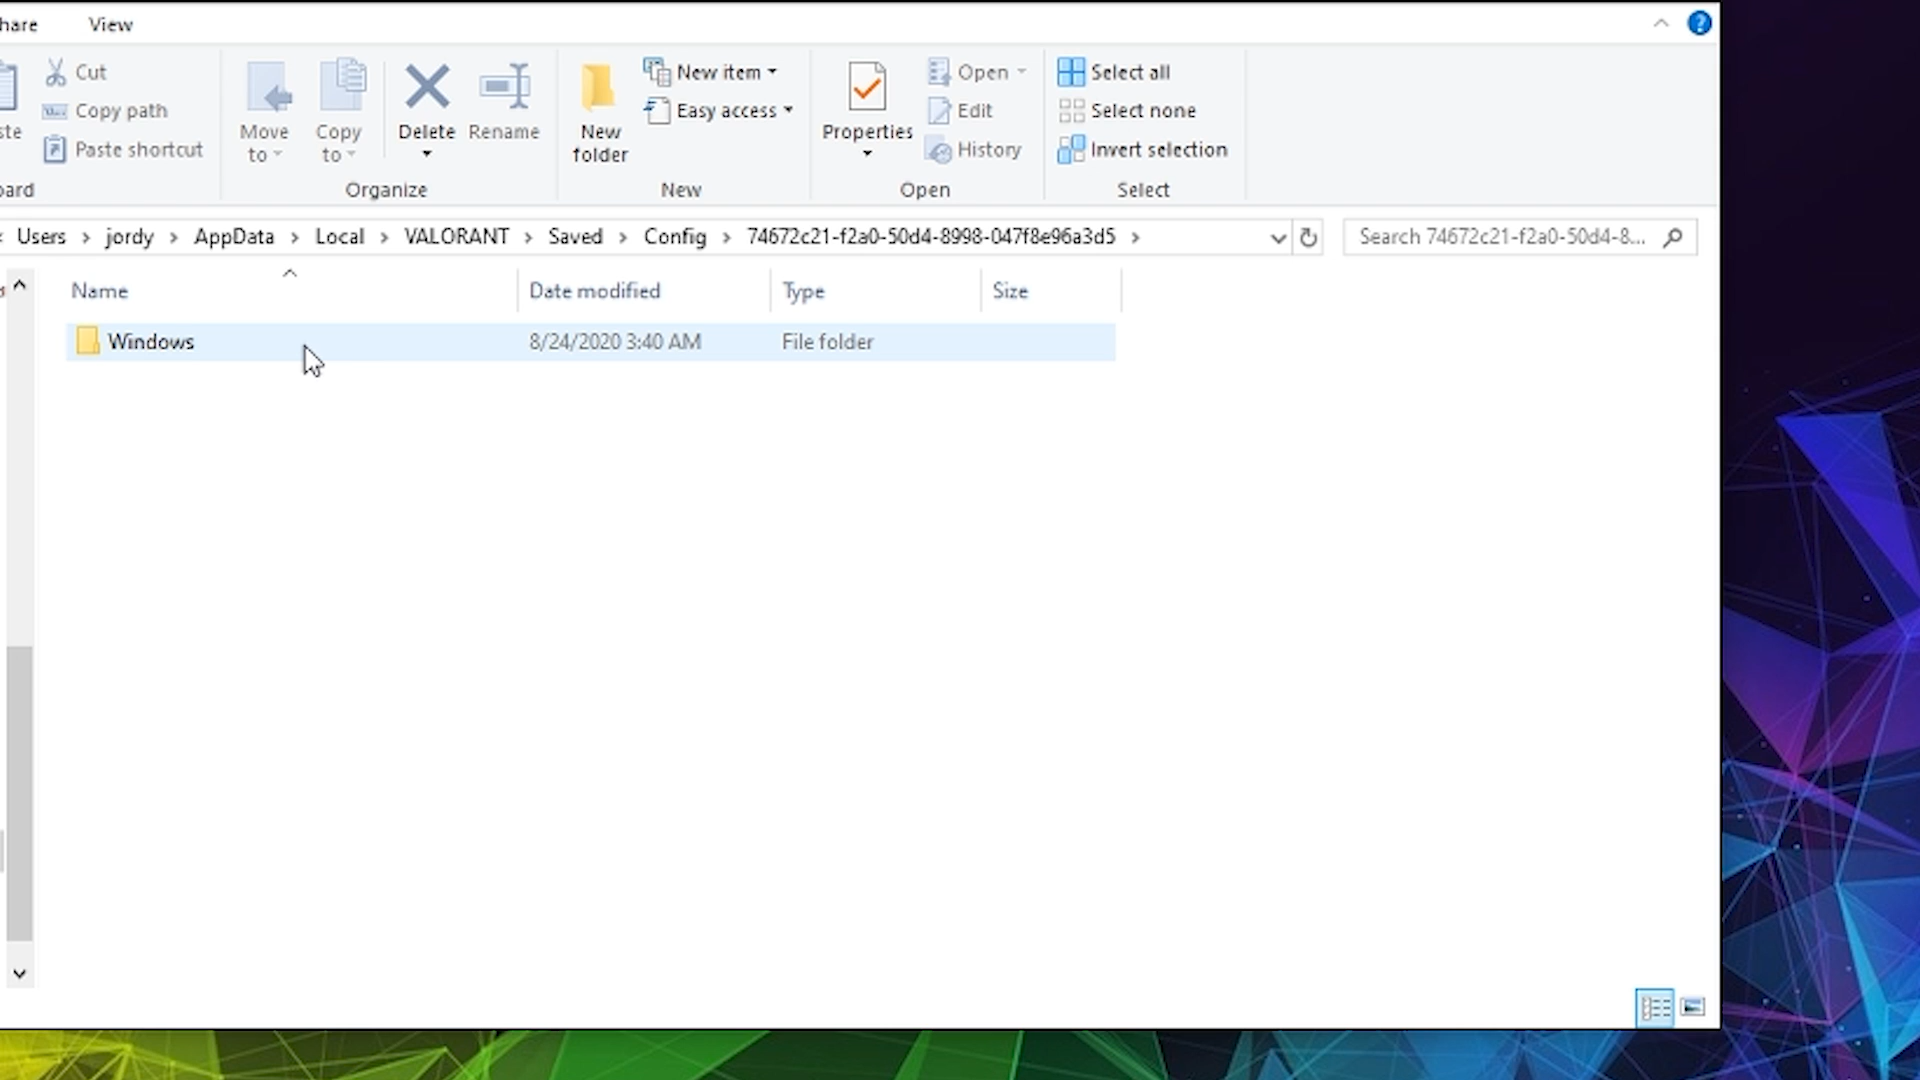 hare View
Cut
Copy path
Paste shortcut
ste
oard
Move to
Copy to
Delete
Rename
Organize
New folder
New item
Easy access
New
Properties
Open
Edit
History
Open
Select all
Select none
Invert selection
Select
Users > jordy > AppData > Local > VALORANT > Saved > Config > 74672c21-f2a0-50d4-8998-047f8e96a3d5 >
Search 74672c21-f2a0-50d4-8...
Name Date modified Type Size
Windows 8/24/2020 3:40 AM File folder